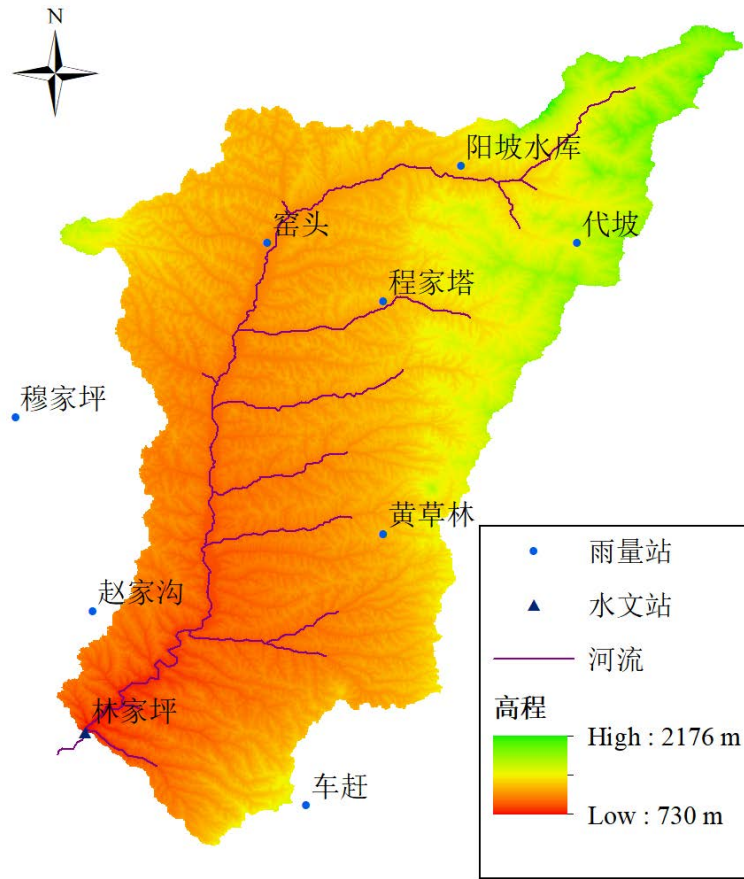 N
阳坡水库
窑头
代坡
程家塔
穆家坪
黄草林
赵家沟
林家坪
车赶
雨量站
水文站
河流
高程
High : 2176 m
Low : 730 m